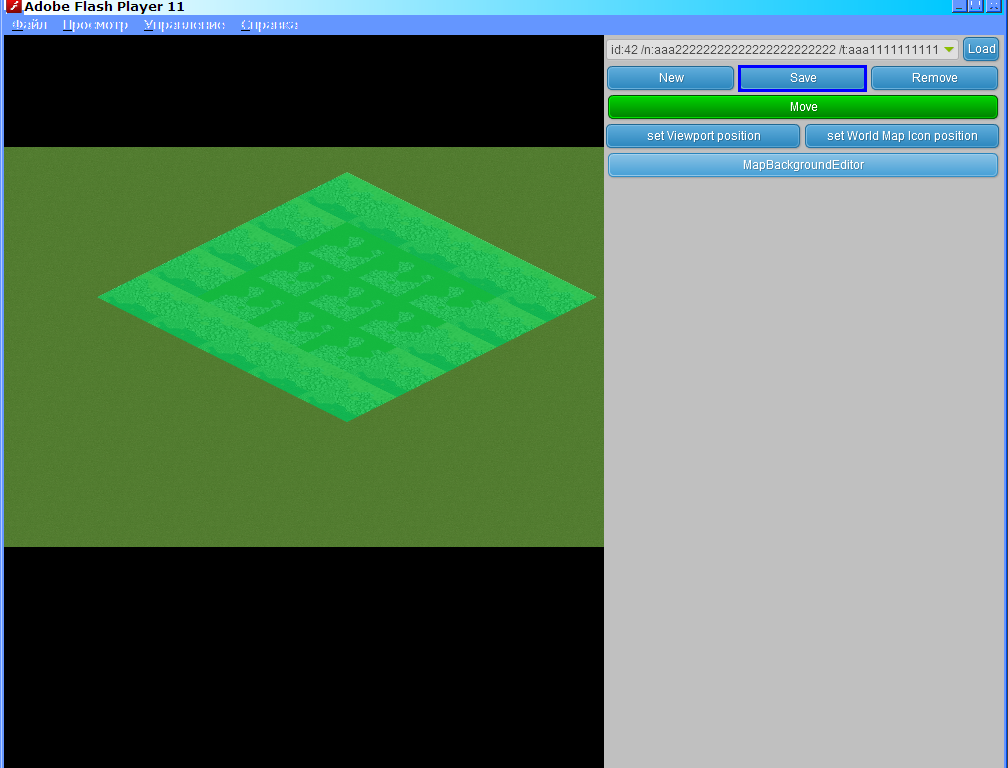 Adobe Flash Player 11
Файл Просмотр Управление Справка
id:42 /n:aaa22222222222222222222222 /t:aaa1111111111 Load
New Save Remove
Move
set Viewport position set World Map Icon position
MapBackgroundEditor